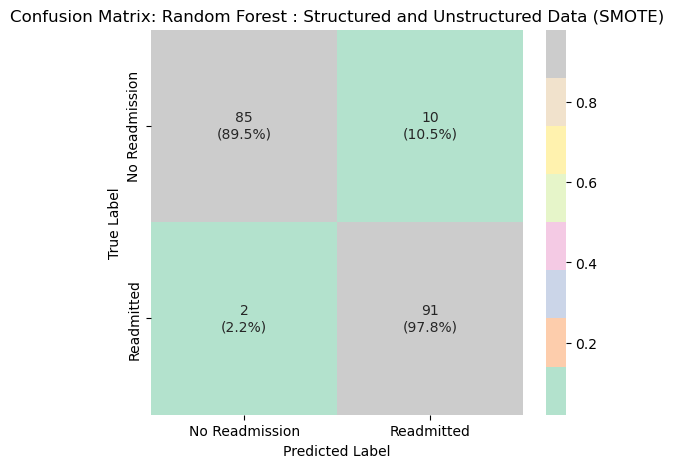 Confusion Matrix: Random Forest : Structured and Unstructured Data (SMOTE)
True Label
No Readmission
Readmitted
85
(89.5%)
10
(10.5%)
2
(2.2%)
91
(97.8%)
No Readmission
Readmitted
Predicted Label
0.8
0.6
0.4
0.2